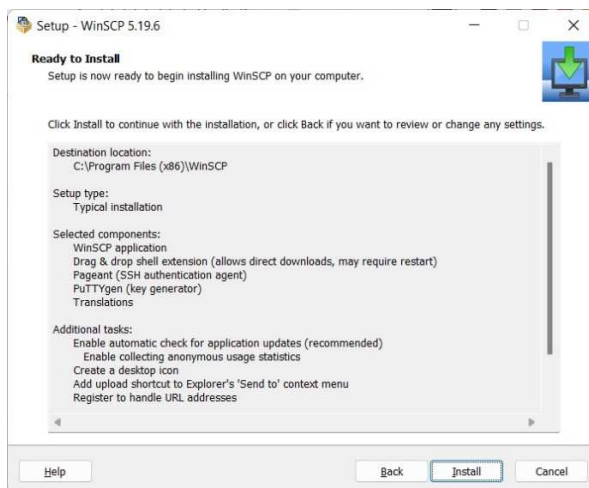 Setup - WinSCP 5.19.6
Ready to Install
Setup is now ready to begin installing WinSCP on your computer.
Click Install to continue with the installation, or click Back if you want to review or change any settings.
Destination location:
C:\Program Files (x86)\WinSCP
Setup type:
Typical installation
Selected components:
WinSCP application
Drag & drop shell extension (allows direct downloads, may require restart)
Pageant (SSH authentication agent)
PuTTYgen (key generator)
Translations
Additional tasks:
Enable automatic check for application updates (recommended)
Enable collecting anonymous usage statistics
Create a desktop icon
Add upload shortcut to Explorer's 'Send to' context menu
Register to handle URL addresses
Help Back Install Cancel